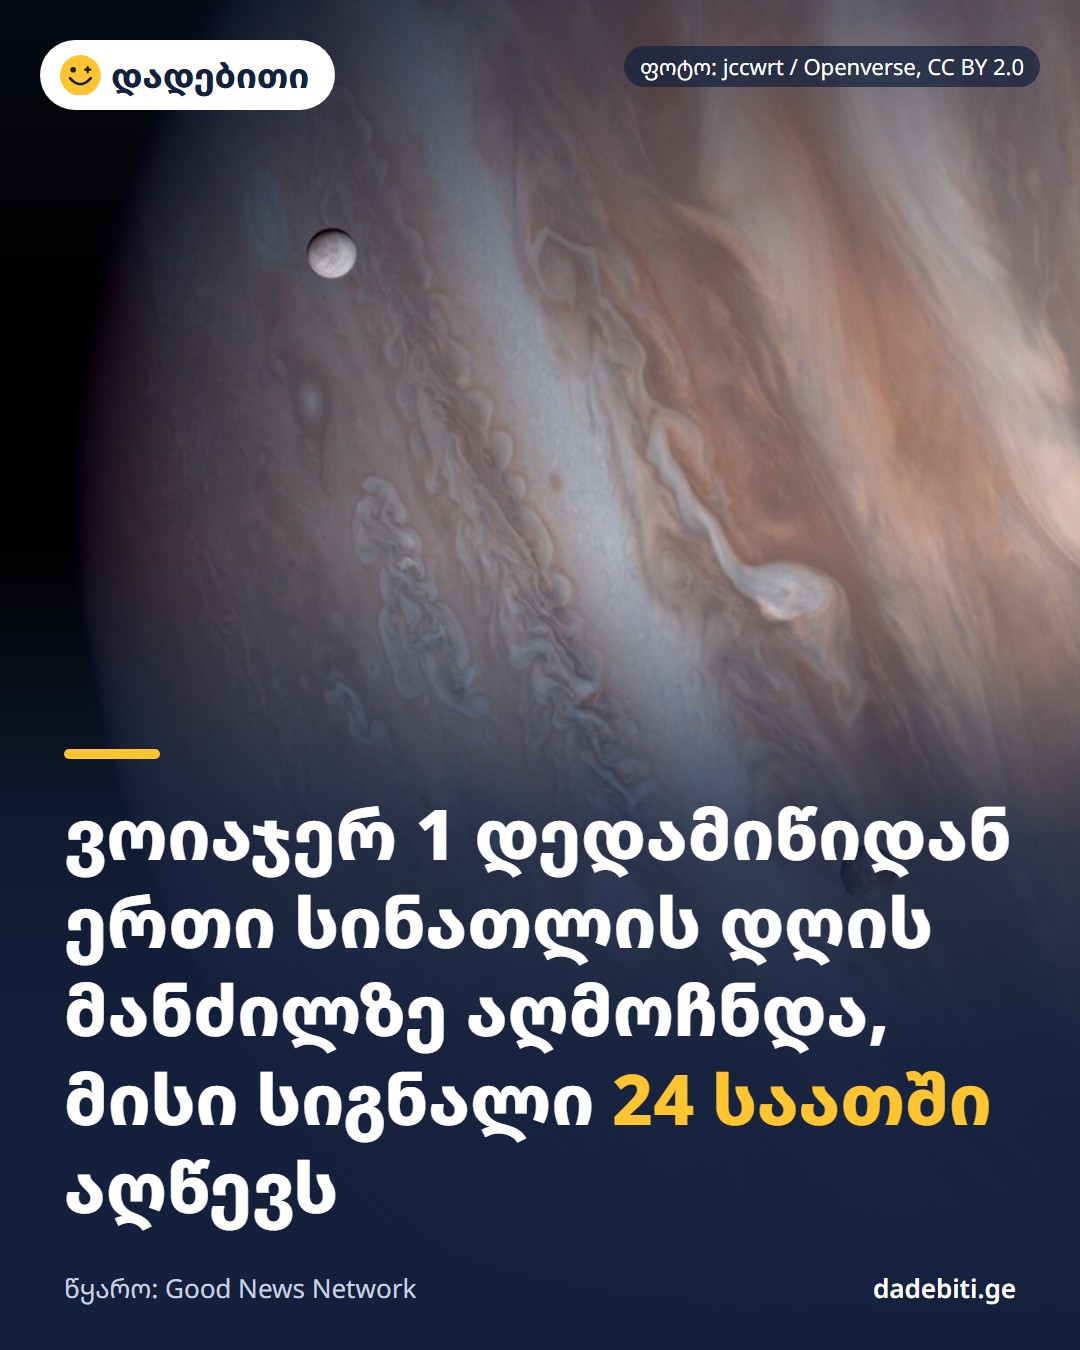 დადებითი
ფოტო: jccwrt / Openverse, CC BY 2.0
ვოიაჯერ 1 დედამიწიდან
ერთი სინათლის დღის
მანძილზე აღმოჩნდა,
მისი სიგნალი 24 საათში
აღწევს
წყარო: Good News Network
dadebiti.ge